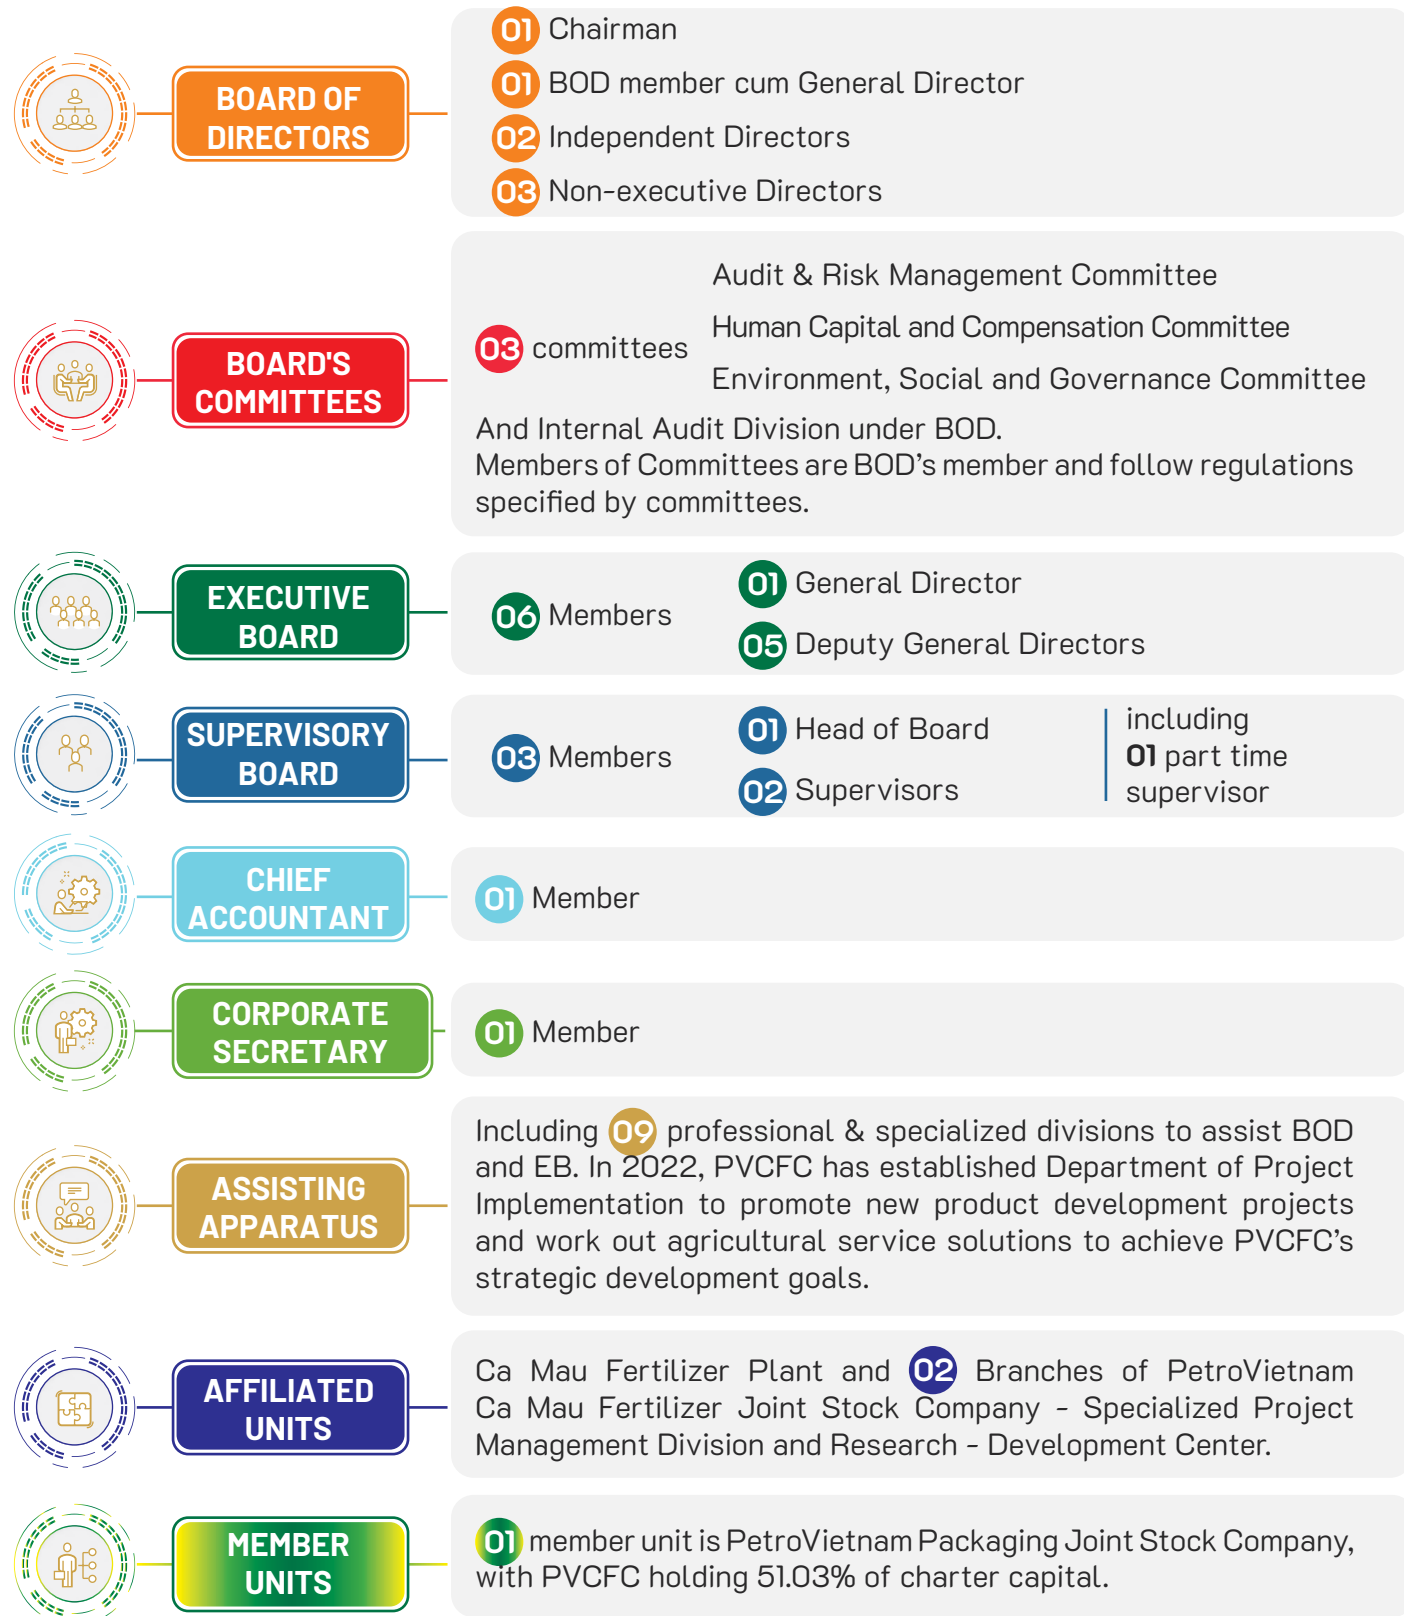 BOARD OF
DIRECTORS
01 Chairman
01 BOD member cum General Director
02 Independent Directors
03 Non-executive Directors
BOARD'S
COMMITTEES
03 committees
Audit & Risk Management Committee
Human Capital and Compensation Committee
Environment, Social and Governance Committee
And Internal Audit Division under BOD.
Members of Committees are BOD's member and follow regulations
specified by committees.
EXECUTIVE
BOARD
06 Members
01 General Director
05 Deputy General Directors
SUPERVISORY
BOARD
03 Members
01 Head of Board
02 Supervisors
including
01 part time
supervisor
CHIEF
ACCOUNTANT
01 Member
CORPORATE
SECRETARY
01 Member
ASSISTING
APPARATUS
Including 09 professional & specialized divisions to assist BOD
and EB. In 2022, PVCFC has established Department of Project
Implementation to promote new product development projects
and work out agricultural service solutions to achieve PVCFC's
strategic development goals.
AFFILIATED
UNITS
Ca Mau Fertilizer Plant and 02 Branches of PetroVietnam
Ca Mau Fertilizer Joint Stock Company - Specialized Project
Management Division and Research - Development Center.
MEMBER
UNITS
01 member unit is PetroVietnam Packaging Joint Stock Company,
with PVCFC holding 51.03% of charter capital.